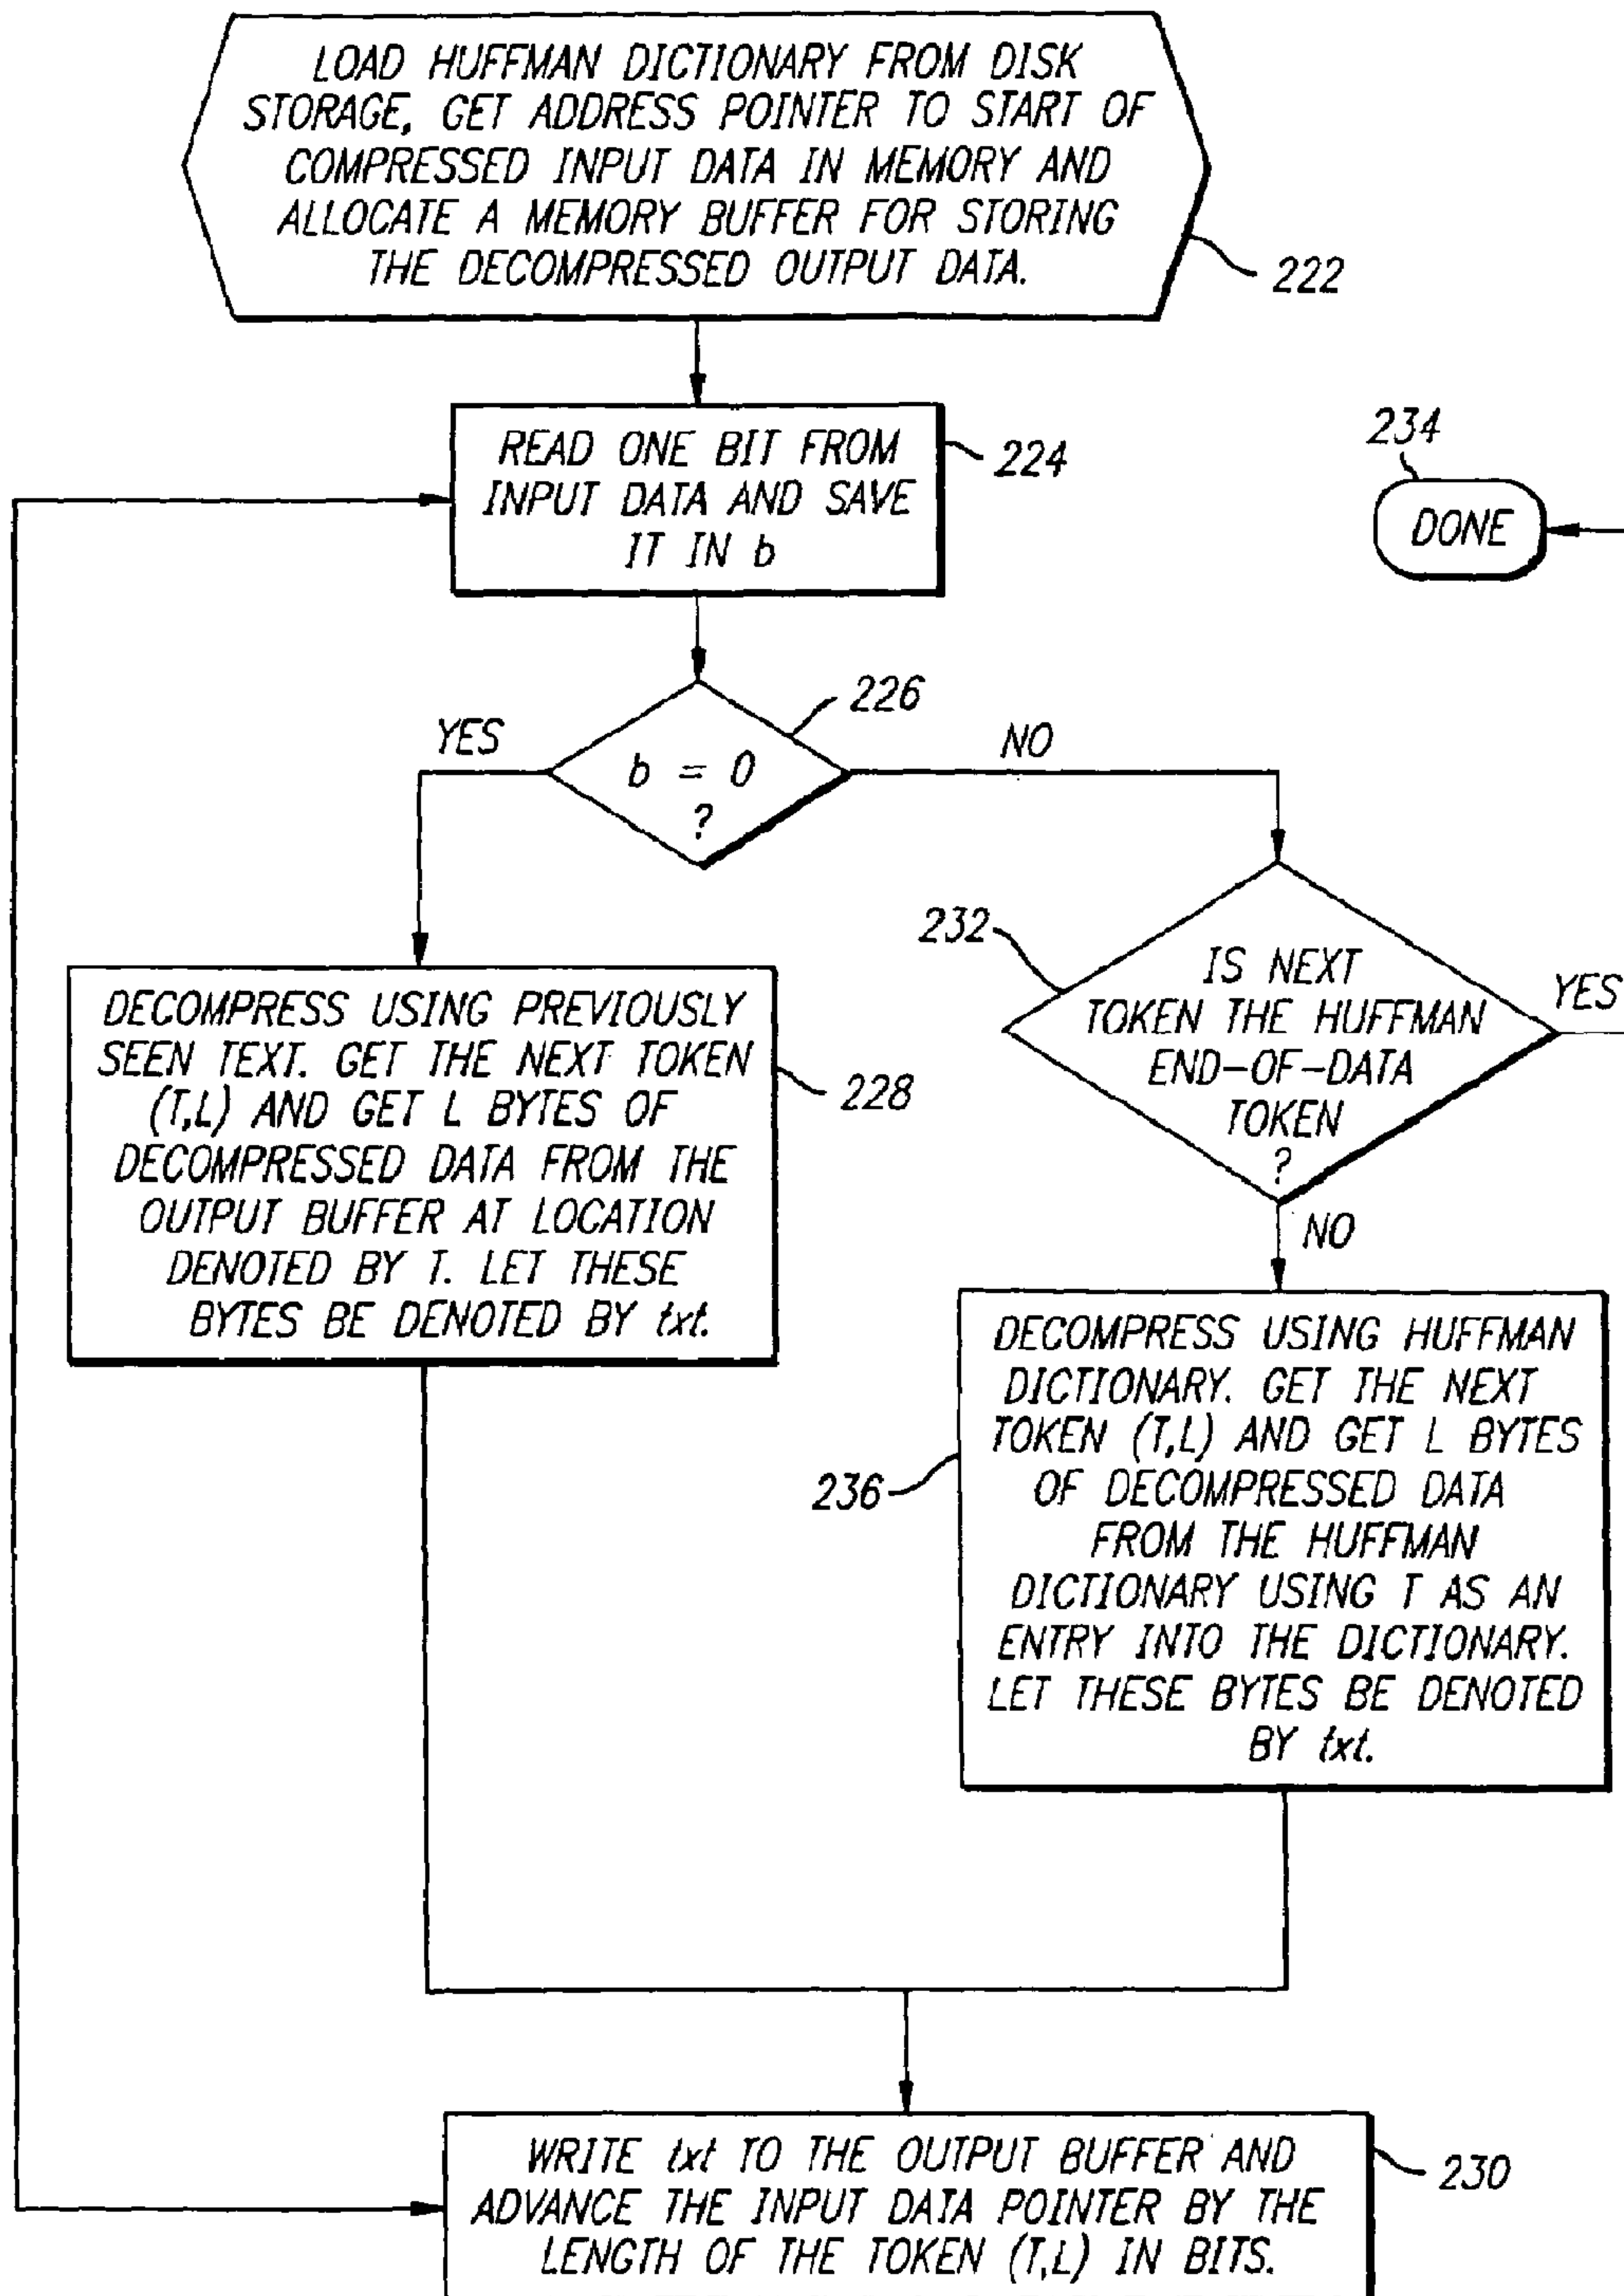 LOAD HUFFMAN DICTIONARY FROM DISK
STORAGE, GET ADDRESS POINTER TO START OF
COMPRESSED INPUT DATA IN MEMORY AND
ALLOCATE A MEMORY BUFFER FOR STORING
THE DECOMPRESSED OUTPUT DATA.
222
READ ONE BIT FROM
INPUT DATA AND SAVE
IT IN b
224
234
DONE
226
YES
b = 0
?
NO
232
IS NEXT
TOKEN THE HUFFMAN
END-OF-DATA
TOKEN
?
YES
NO
DECOMPRESS USING PREVIOUSLY
SEEN TEXT. GET THE NEXT TOKEN
(T,L) AND GET L BYTES OF
DECOMPRESSED DATA FROM THE
OUTPUT BUFFER AT LOCATION
DENOTED BY T. LET THESE
BYTES BE DENOTED BY txt.
228
DECOMPRESS USING HUFFMAN
DICTIONARY. GET THE NEXT
TOKEN (T,L) AND GET L BYTES
OF DECOMPRESSED DATA
FROM THE HUFFMAN
DICTIONARY USING T AS AN
ENTRY INTO THE DICTIONARY.
LET THESE BYTES BE DENOTED
BY txt.
236
WRITE txt TO THE OUTPUT BUFFER AND
ADVANCE THE INPUT DATA POINTER BY THE
LENGTH OF THE TOKEN (T,L) IN BITS.
230